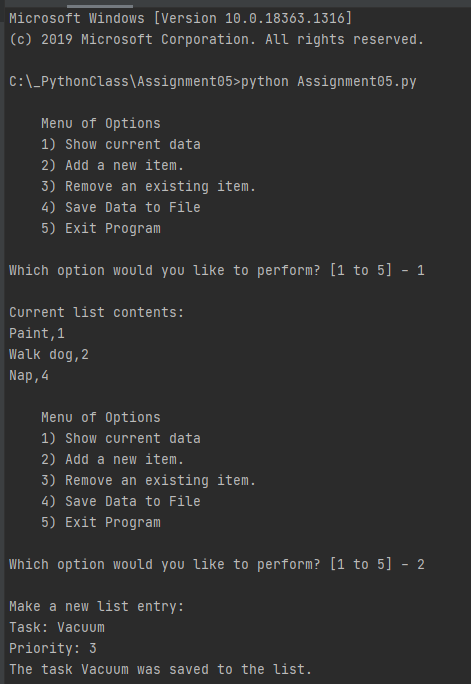 Microsoft Windows [Version 10.0.18363.1316]
(c) 2019 Microsoft Corporation. All rights reserved.
C:\_PythonClass\Assignment05>python Assignment05.py
Menu of Options
1) Show current data
2) Add a new item.
3) Remove an existing item.
4) Save Data to File
5) Exit Program
Which option would you like to perform? [1 to 5] - 1
Current list contents:
Paint,1
Walk dog,2
Nap,4
Menu of Options
1) Show current data
2) Add a new item.
3) Remove an existing item.
4) Save Data to File
5) Exit Program
Which option would you like to perform? [1 to 5] - 2
Make a new list entry:
Task: Vacuum
Priority: 3
The task Vacuum was saved to the list.